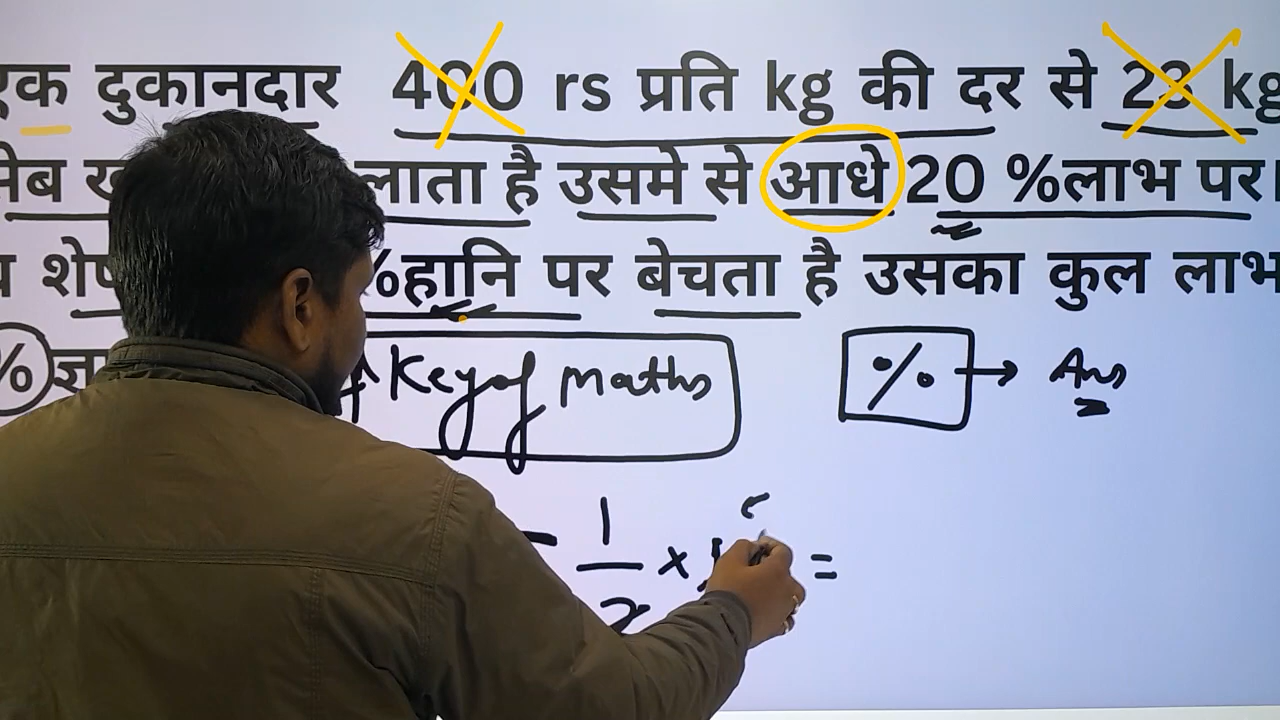 एक दुकानदार 400 rs प्रति kg की दर से 23 kg
सेब लाता है उसमे से आधे 20 %लाभ पर
शेष %हानि पर बेचता है उसका कुल लाभ
%
Key of maths
% → Ans
- 1/2 × =